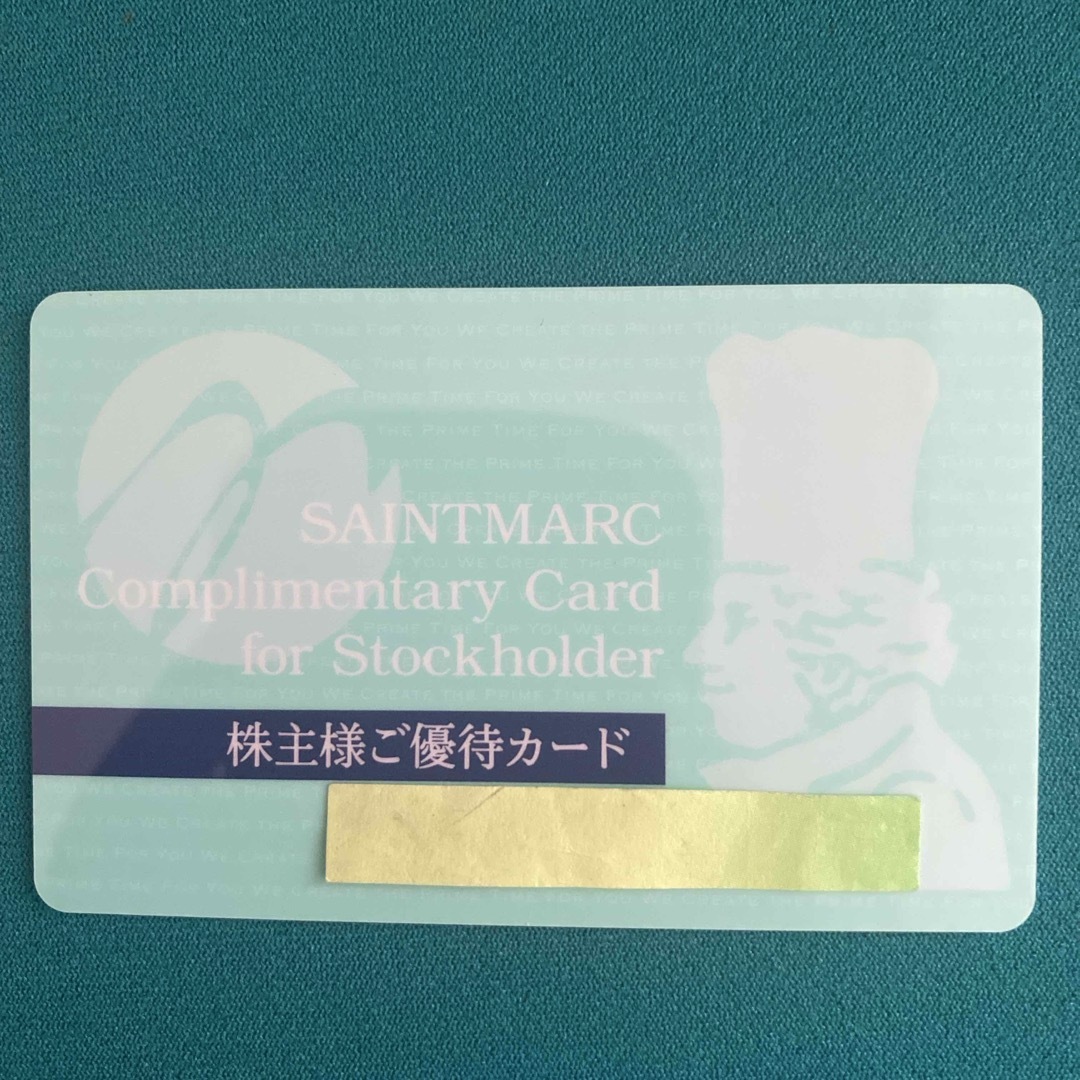 SAINTMARC
Complimentary Card
for Stockholder
株主様ご優待カード